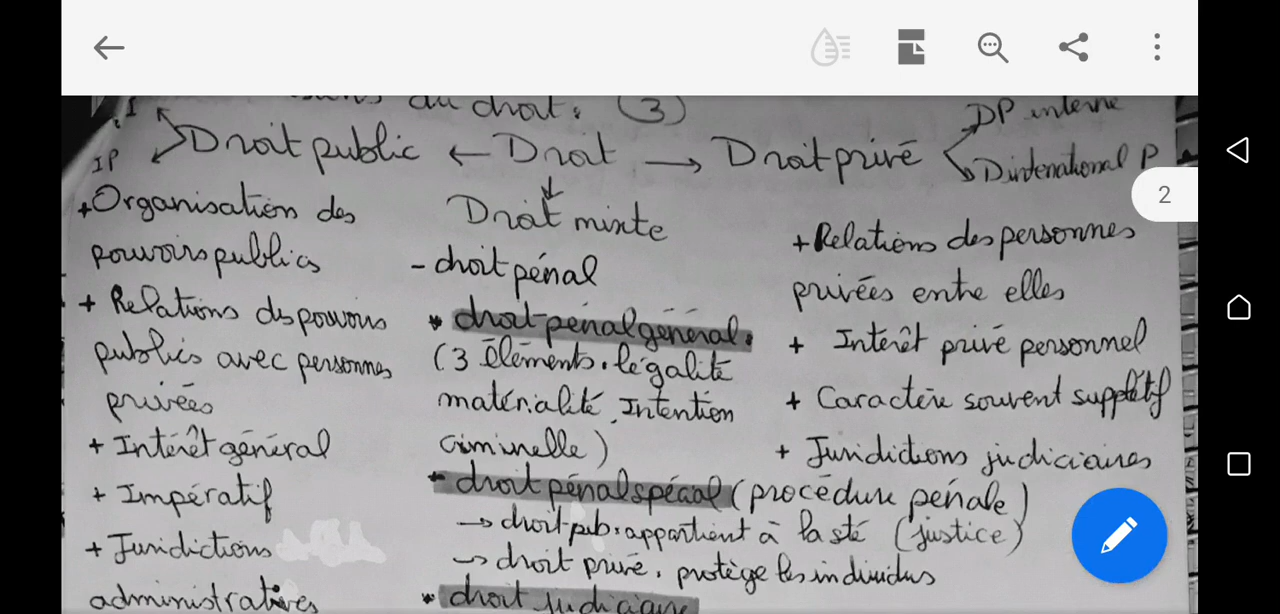 du droit. (3)
I
IP
Droit public ← Droit → Droit privé
DP interne
D international P
2
+ Organisation des
pouvoirs publics
+ Relations ds pouvoirs
publics avec personnes
privées
+ Intérêt général
+ Impératif
+ Juridictions
administratives
Droit mixte
- droit pénal
* droit pénal général.
(3 éléments. légalité
matérialité. Intention
criminelle)
droit pénal spécial (procédure pénale)
→ droit pub. appartient à la sté (justice)
→ droit privé. protège les individus
* droit judiciaire
+ Relations des personnes
privées entre elles
+ Intérêt privé personnel
+ Caractère souvent supplétif
+ Juridictions judiciaires